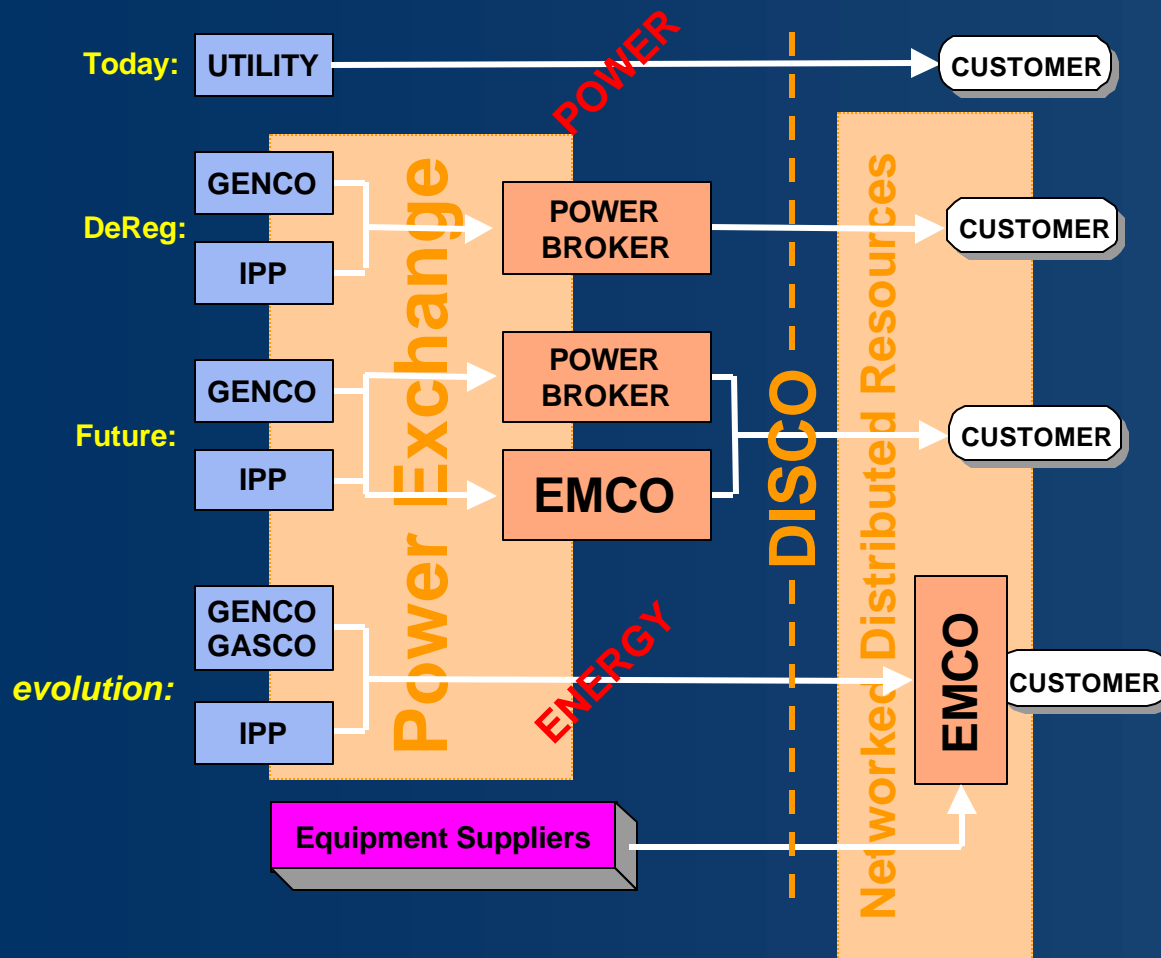 POWER
Today:
UTILITY
CUSTOMER
Power Exchange
Networked Distributed Resources
DeReg:
GENCO
IPP
POWER
BROKER
CUSTOMER
DISCO
Future:
GENCO
IPP
POWER
BROKER
EMCO
CUSTOMER
evolution:
GENCO
GASCO
IPP
ENERGY
EMCO
CUSTOMER
Equipment Suppliers